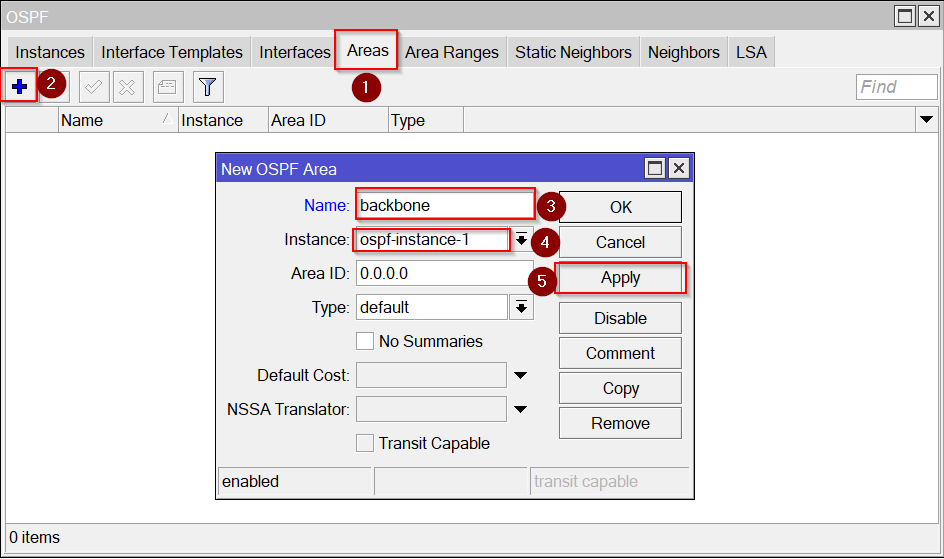 OSPF
Instances Interface Templates Interfaces Areas Area Ranges Static Neighbors Neighbors LSA
2 1 Find
Name Instance Area ID Type
New OSPF Area
Name: backbone 3 OK
Instance: ospf-instance-1 4 Cancel
Area ID: 0.0.0.0 5 Apply
Type: default Disable
No Summaries Comment
Default Cost: Copy
NSSA Translator: Remove
Transit Capable
enabled transit capable
0 items